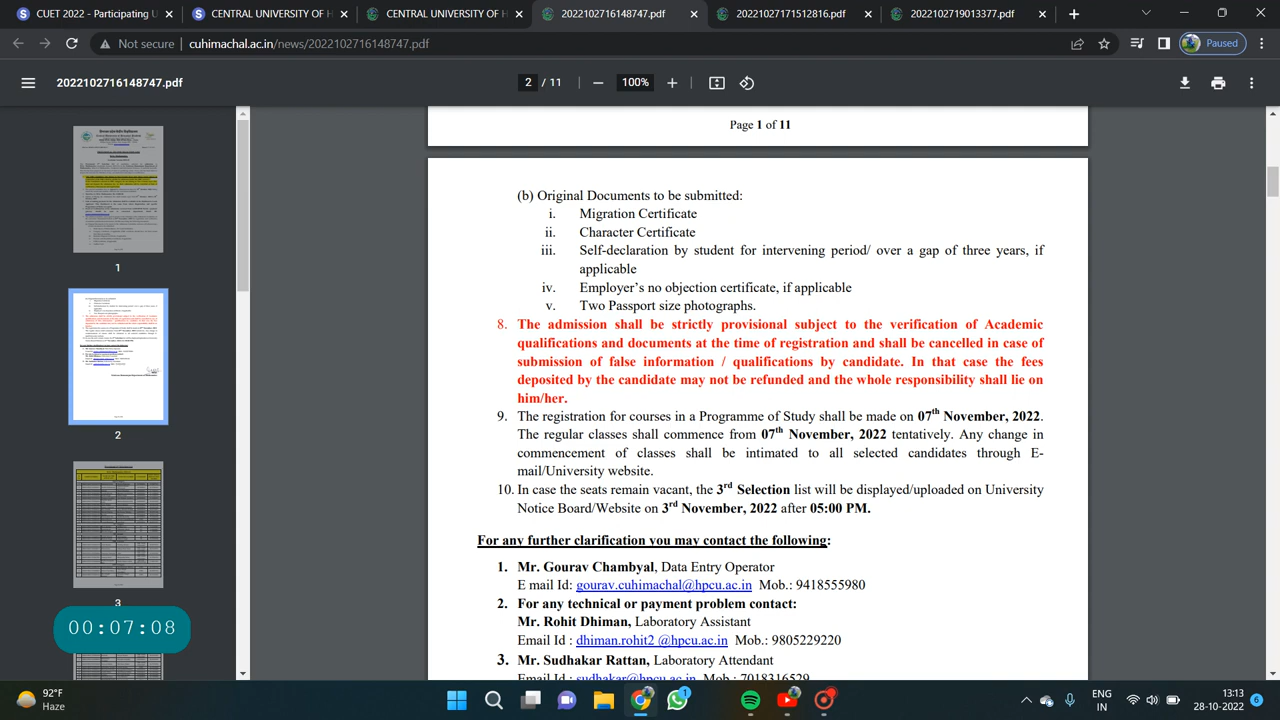 CUET 2022 - Participating U
CENTRAL UNIVERSITY OF H
CENTRAL UNIVERSITY OF H
2022102716148747.pdf
2022102717512816.pdf
2022102719013377.pdf
Not secure
cuhimachal.ac.in/news/2022102716148747.pdf
Paused
2022102716148747.pdf
2 / 11
100%
Page 1 of 11
(b) Original Documents to be submitted:
i. Migration Certificate
ii. Character Certificate
iii. Self-declaration by student for intervening period/ over a gap of three years, if
applicable
iv. Employer's no objection certificate, if applicable
Two Passport size photographs.
8. The admission shall be strictly provisional subject to the verification of Academic
qualifications and documents at the time of registration and shall be cancelled in case of
submission of false information / qualification by candidate. In that case the fees
deposited by the candidate may not be refunded and the whole responsibility shall lie on
him/her.
9. The registration for courses in a Programme of Study shall be made on 07th November, 2022.
The regular classes shall commence from 07th November, 2022 tentatively. Any change in
commencement of classes shall be intimated to all selected candidates through E-
mail/University website.
10. In case the seats remain vacant, the 3rd Selection list will be displayed/uploaded on University
Notice Board/Website on 3rd November, 2022 after 05:00 PM.
For any further clarification you may contact the following:
1. Mr. Gourav Chambyal, Data Entry Operator
E mail Id: gourav.cuhimachal@hpcu.ac.in Mob.: 9418555980
2. For any technical or payment problem contact:
Mr. Rohit Dhiman, Laboratory Assistant
Email Id : dhiman.rohit2 @hpcu.ac.in Mob.: 9805229220
3. Mr. Sudhakar Rattan, Laboratory Attendant
Email Id : sudhakar@hpcu.ac.in Mob.: 7018316529
1
2
3
00:07:08
92°F
Haze
1
ENG
IN
13:13
28-10-2022
6